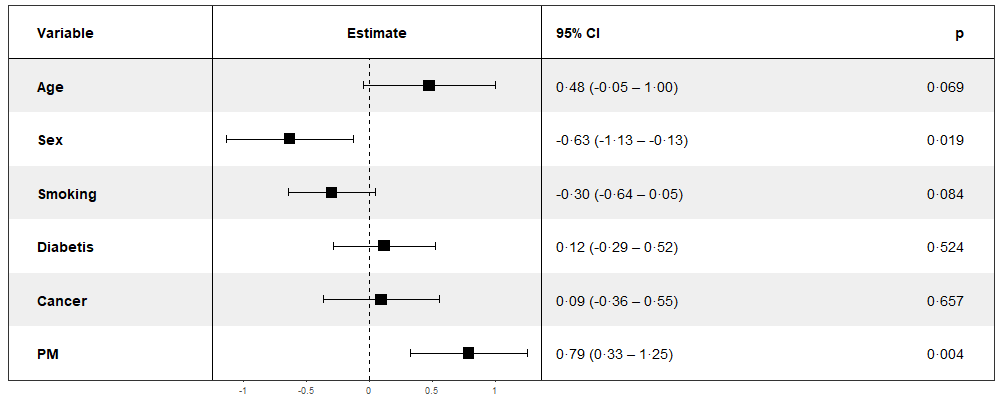 Variable Estimate 95% CI p
Age 0·48 (-0·05 – 1·00) 0·069
Sex -0·63 (-1·13 – -0·13) 0·019
Smoking -0·30 (-0·64 – 0·05) 0·084
Diabetis 0·12 (-0·29 – 0·52) 0·524
Cancer 0·09 (-0·36 – 0·55) 0·657
PM 0·79 (0·33 – 1·25) 0·004
-1 -0.5 0 0.5 1